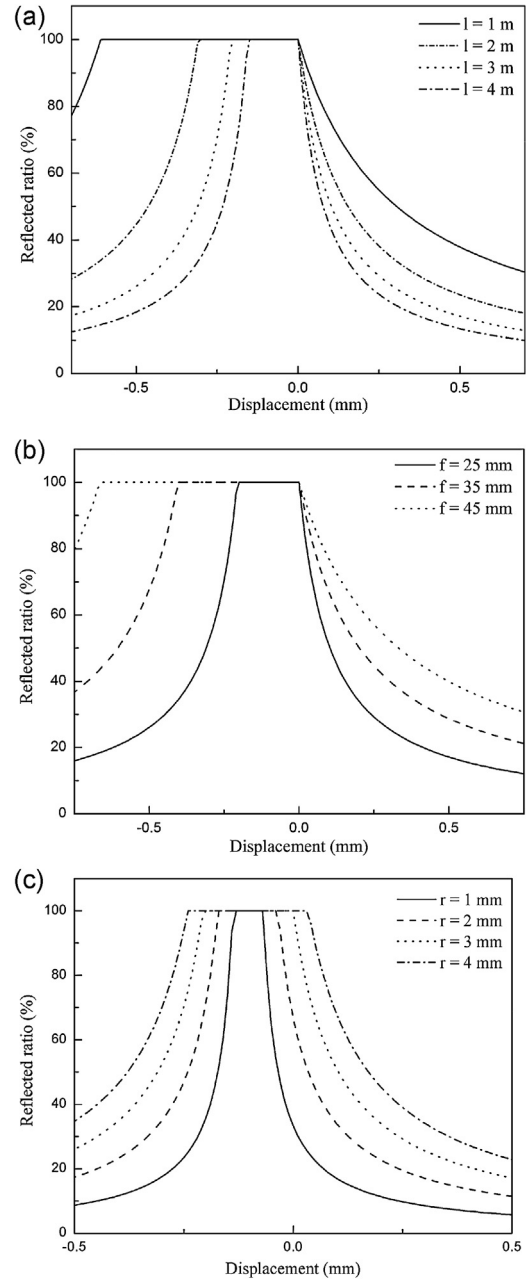 (a)
100
80
60
40
20
0
Reflected ratio (%)
l = 1 m
l = 2 m
l = 3 m
l = 4 m
-0.5 0.0 0.5
Displacement (mm)
(b)
100
80
60
40
20
0
Reflected ratio (%)
f = 25 mm
f = 35 mm
f = 45 mm
-0.5 0.0 0.5
Displacement (mm)
(c)
100
80
60
40
20
0
Reflected ratio (%)
r = 1 mm
r = 2 mm
r = 3 mm
r = 4 mm
-0.5 0.0 0.5
Displacement (mm)